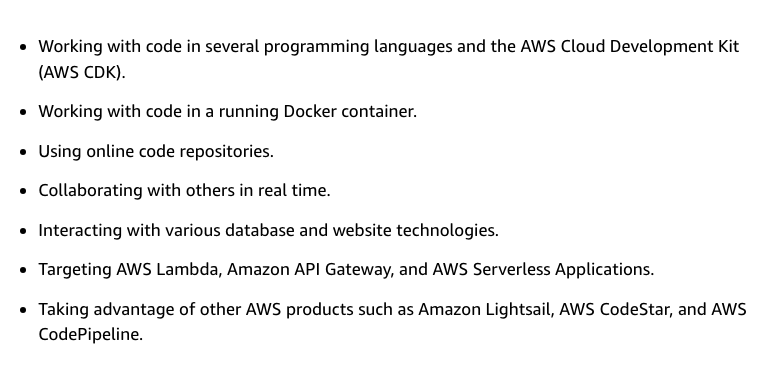 • Working with code in several programming languages and the AWS Cloud Development Kit
(AWS CDK).
• Working with code in a running Docker container.
• Using online code repositories.
• Collaborating with others in real time.
• Interacting with various database and website technologies.
• Targeting AWS Lambda, Amazon API Gateway, and AWS Serverless Applications.
• Taking advantage of other AWS products such as Amazon Lightsail, AWS CodeStar, and AWS
CodePipeline.